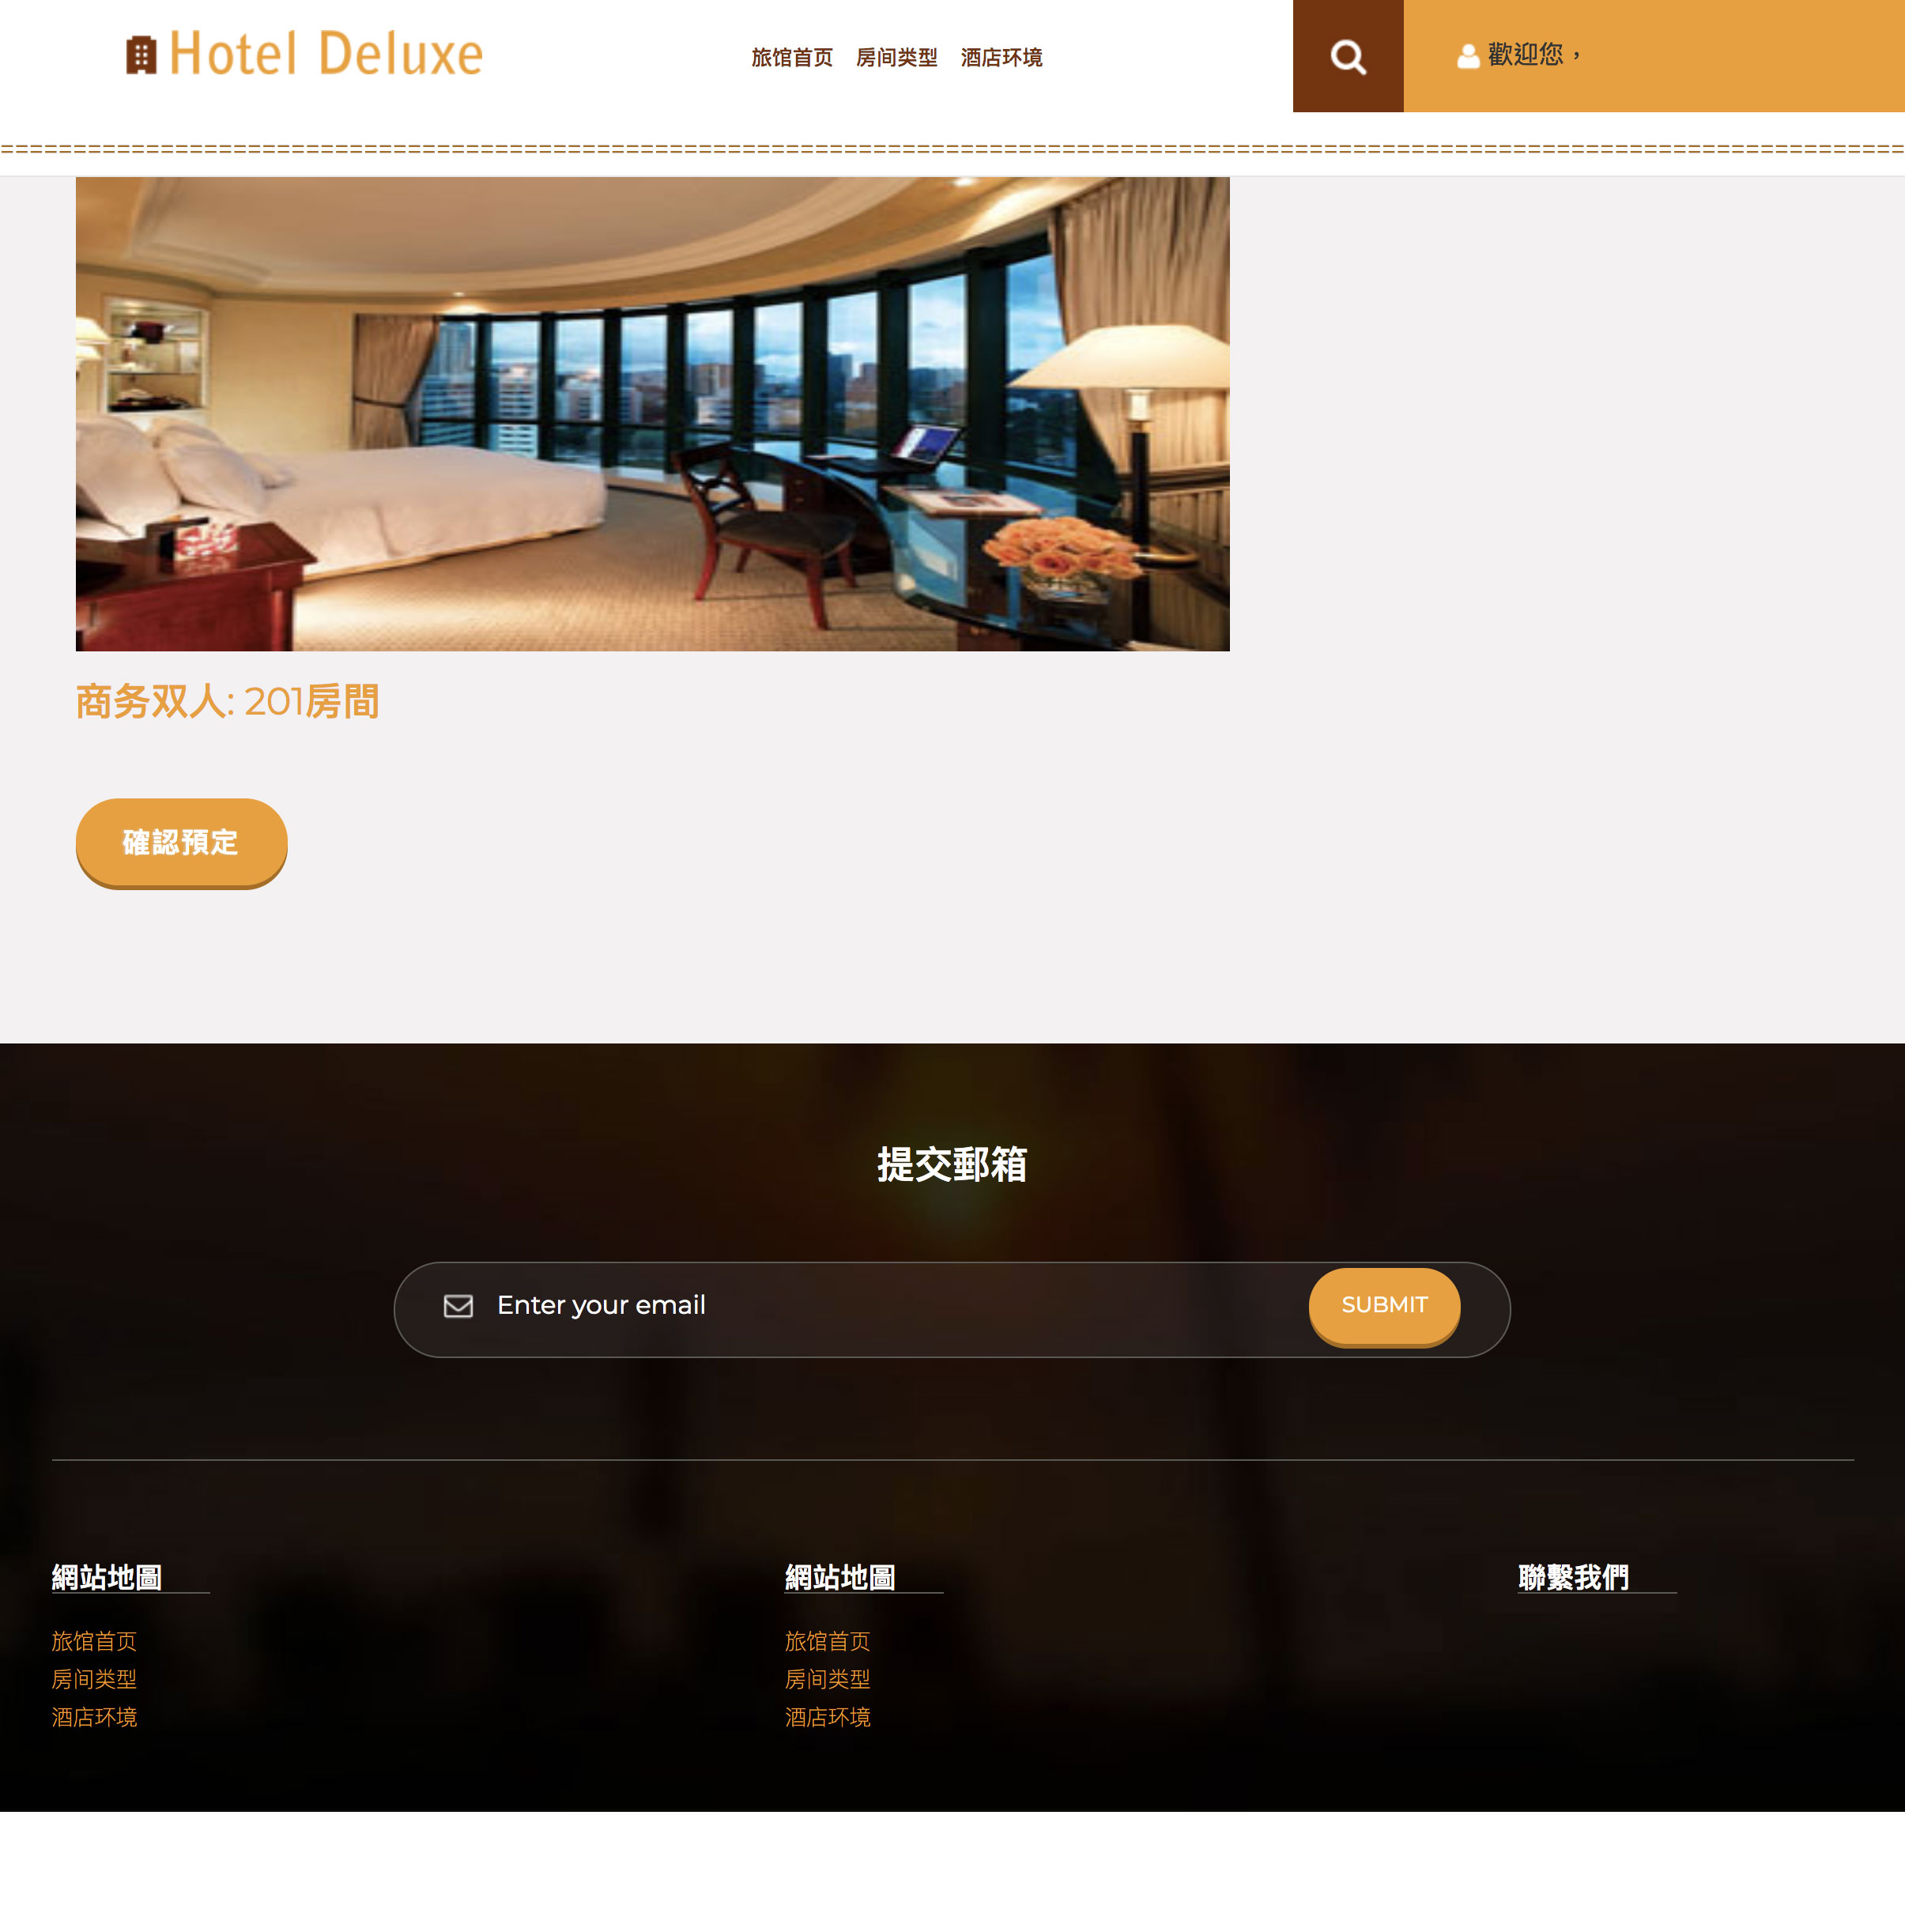 Hotel Deluxe
旅馆首页 房间类型 酒店环境
歡迎您，
商务双人: 201房間
確認預定
提交郵箱
Enter your email
SUBMIT
網站地圖
旅馆首页
房间类型
酒店环境
網站地圖
旅馆首页
房间类型
酒店环境
聯繫我們